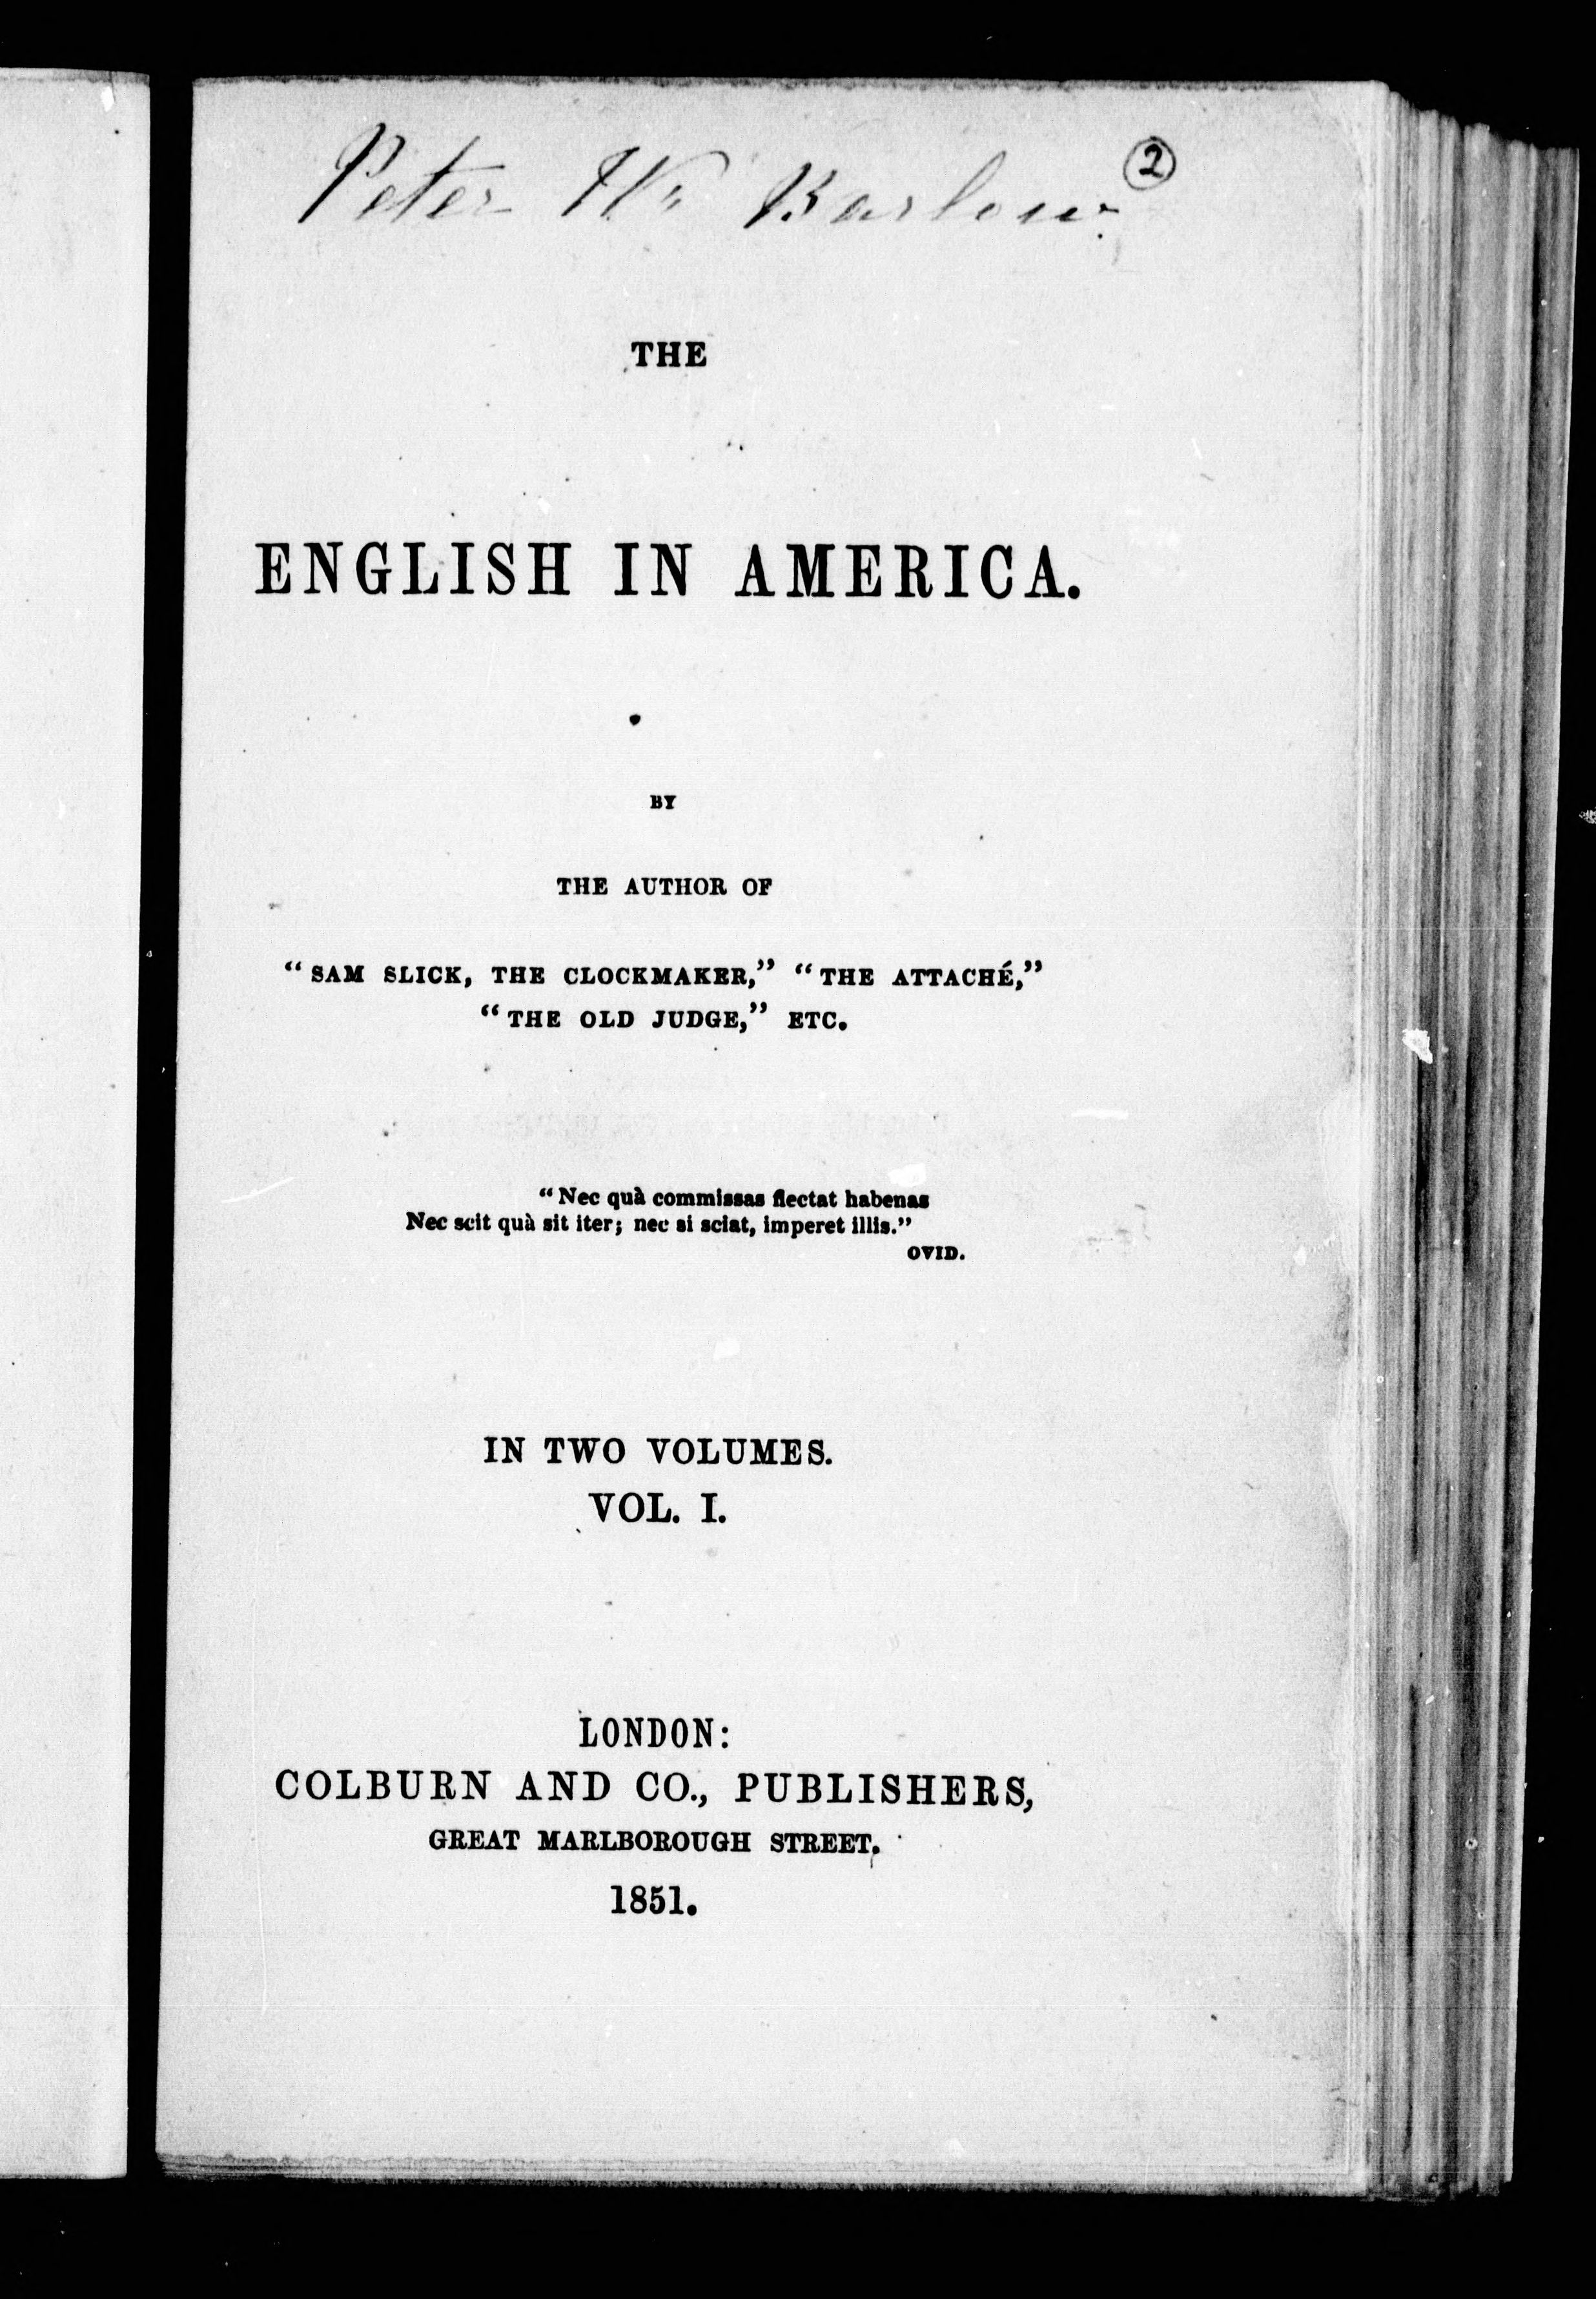 Peter W. Barlow.
2
THE
ENGLISH IN AMERICA.
BY
THE AUTHOR OF
“SAM SLICK, THE CLOCKMAKER,” “THE ATTACHÉ,”
“THE OLD JUDGE,” ETC.
“Nec quà commissas flectat habenas
Nec scit quà sit iter; nec si sciat, imperet illis.”
OVID.
IN TWO VOLUMES.
VOL. I.
LONDON:
COLBURN AND CO., PUBLISHERS,
GREAT MARLBOROUGH STREET.
1851.